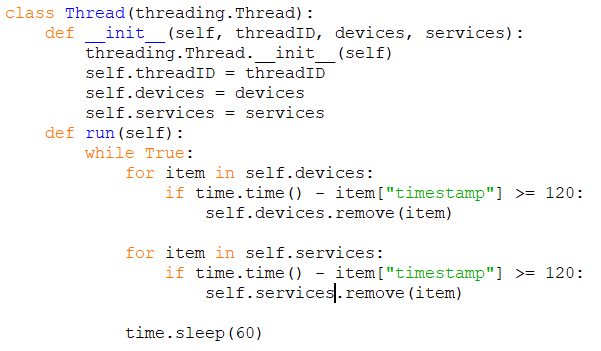 class Thread(threading.Thread):
    def __init__(self, threadID, devices, services):
        threading.Thread.__init__(self)
        self.threadID = threadID
        self.devices = devices
        self.services = services
    def run(self):
        while True:
            for item in self.devices:
                if time.time() - item["timestamp"] >= 120:
                    self.devices.remove(item)

            for item in self.services:
                if time.time() - item["timestamp"] >= 120:
                    self.services.remove(item)

            time.sleep(60)